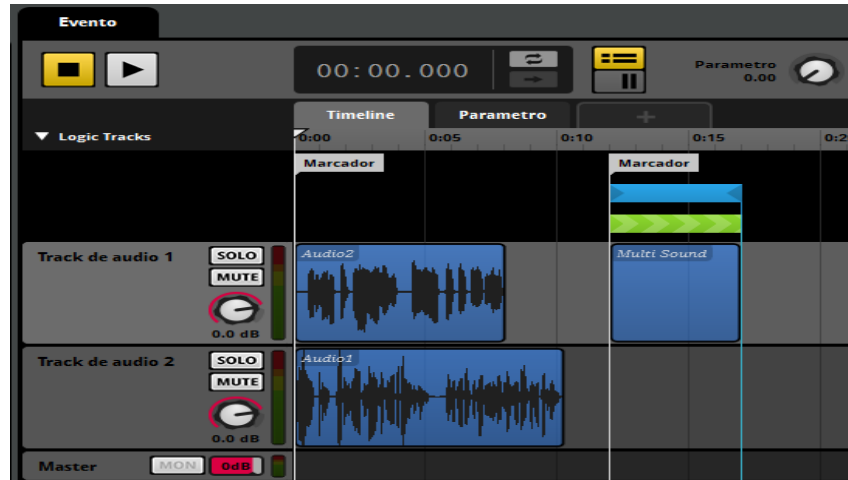 Evento
00:00.000
Parametro
0.00
Timeline
Parametro
+
Logic Tracks
0:00
0:05
0:10
0:15
0:2
Marcador
Marcador
Track de audio 1
SOLO
MUTE
0.0 dB
Audio2
Multi Sound
Track de audio 2
SOLO
MUTE
0.0 dB
Audio1
Master
MON
0dB